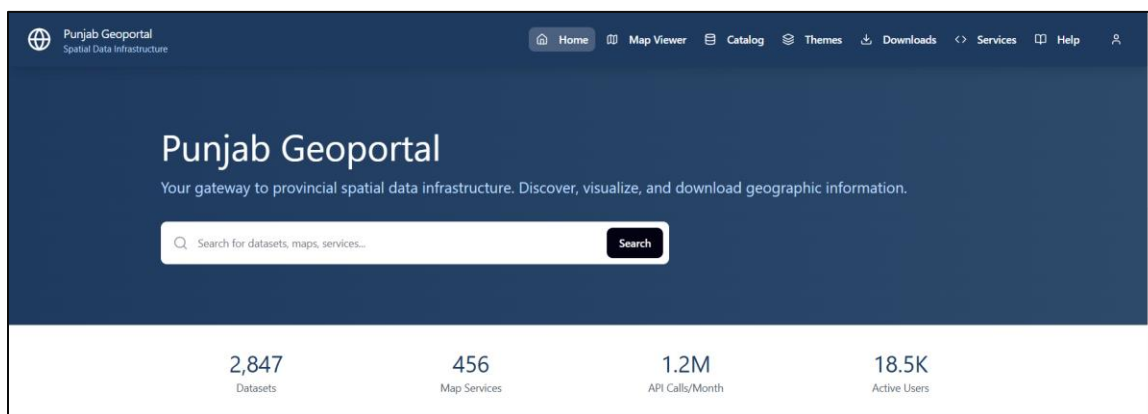 Punjab Geoportal
Spatial Data Infrastructure
Home Map Viewer Catalog Themes Downloads Services Help
Punjab Geoportal
Your gateway to provincial spatial data infrastructure. Discover, visualize, and download geographic information.
Search for datasets, maps, services... Search
2,847 456 1.2M 18.5K
Datasets Map Services API Calls/Month Active Users